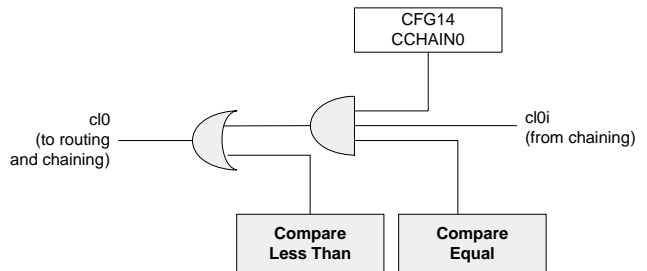 CFG14
CCHAIN0
cl0
(to routing
and chaining)
cl0i
(from chaining)
Compare
Less Than
Compare
Equal